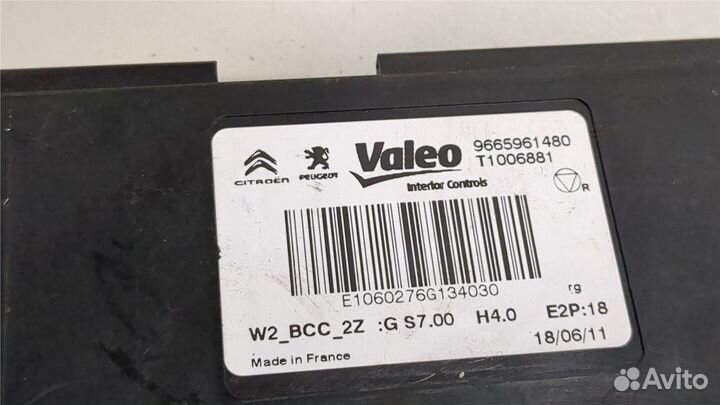 CITROËN
PEUGEOT
Valeo
Interior Controls
9665961480
T1006881
R
E1060276G134030
rg
W2_BCC_2Z :G S7.00 H4.0 E2P:18
Made in France
18/06/11
Avito